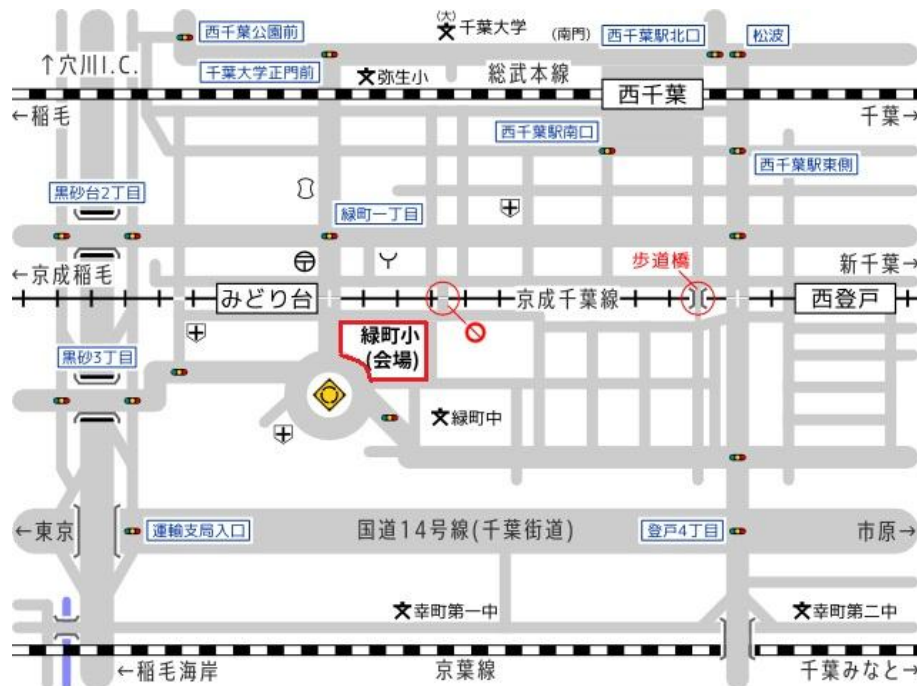 西千葉公園前
(大)
千葉大学
(南門)
西千葉駅北口
松波
↑穴川I.C.
千葉大学正門前
文弥生小
総武本線
西千葉
←稲毛
千葉→
西千葉駅南口
西千葉駅東側
黒砂台2丁目
緑町一丁目
←京成稲毛
歩道橋
新千葉→
みどり台
京成千葉線
西登戸
緑町小
(会場)
黒砂3丁目
文緑町中
←東京
運輸支局入口
国道14号線(千葉街道)
登戸4丁目
市原→
文幸町第一中
文幸町第二中
←稲毛海岸
京葉線
千葉みなと→